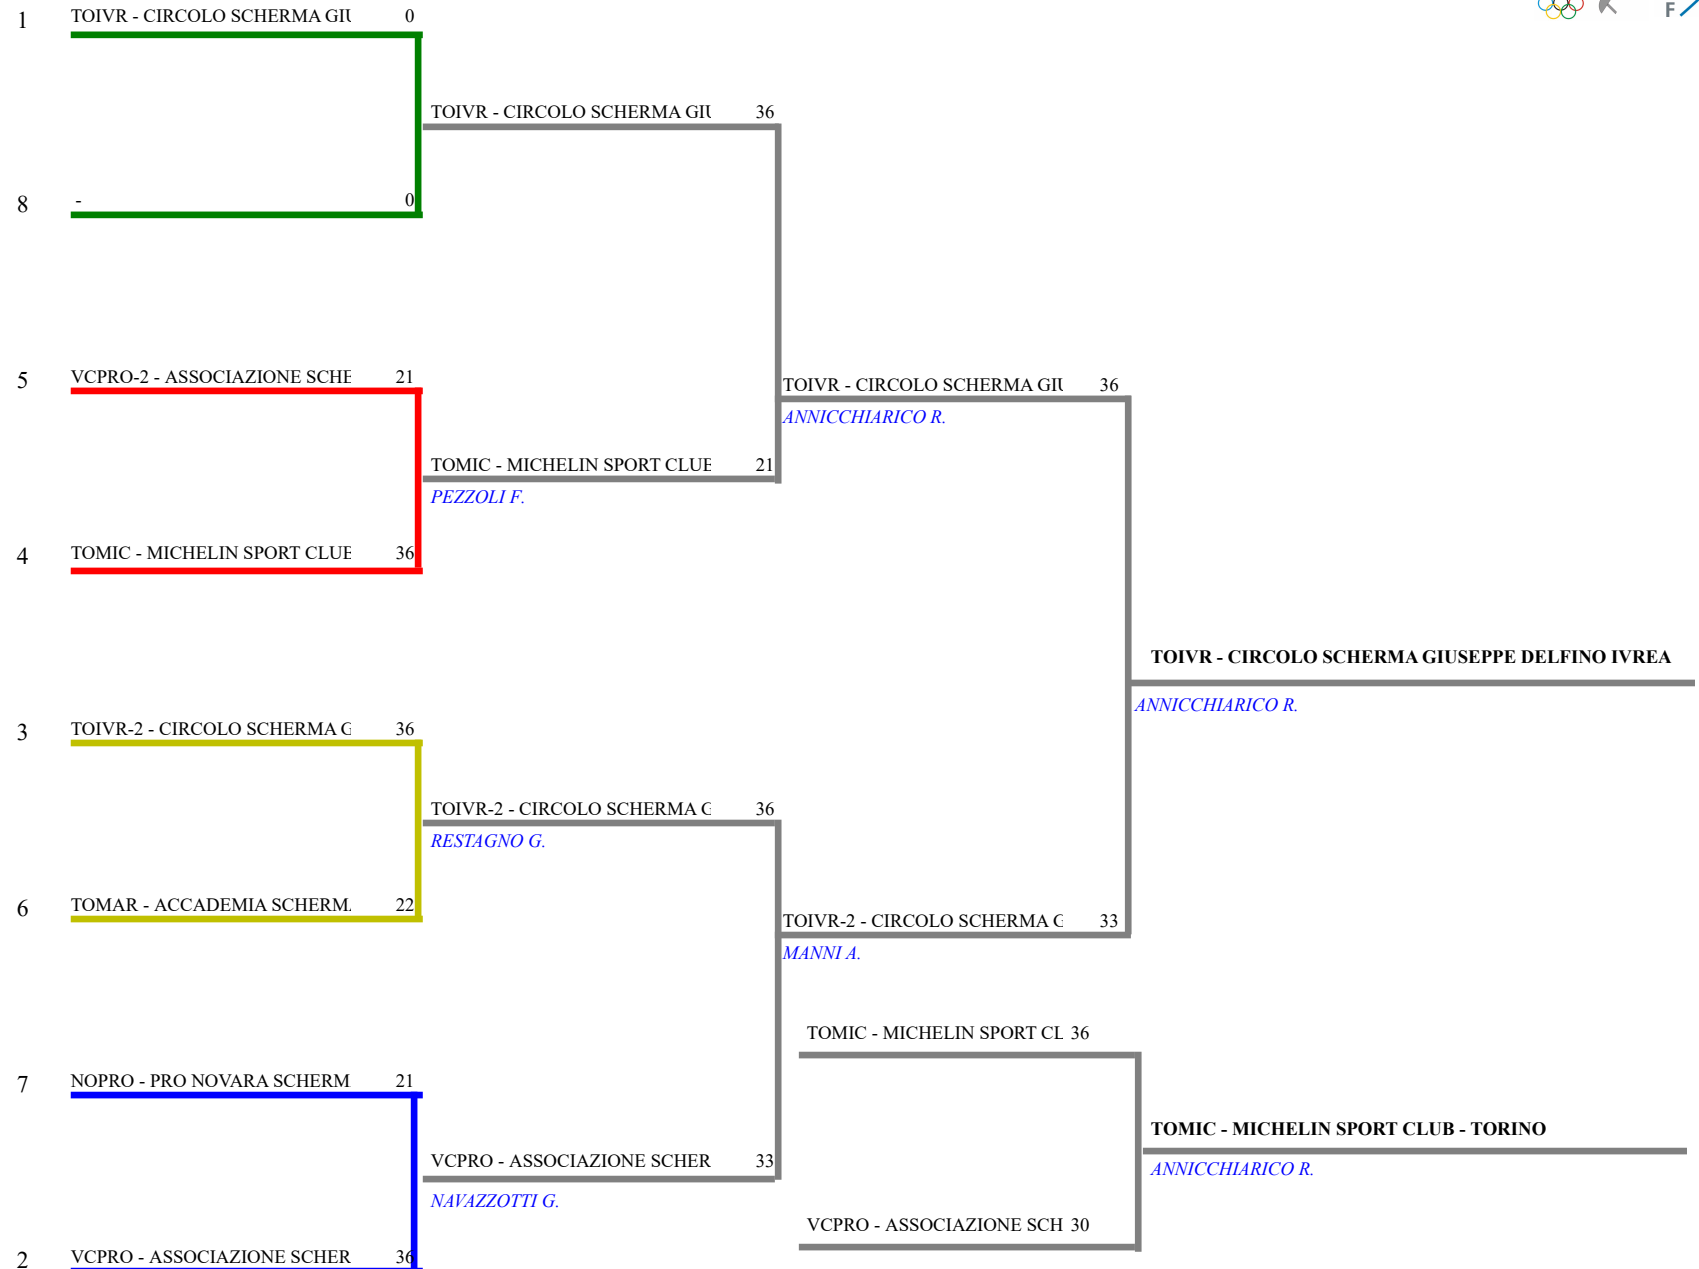 F
1 TOIVR - CIRCOLO SCHERMA GIU 0
TOIVR - CIRCOLO SCHERMA GIU 36
8 - 0
5 VCPRO-2 - ASSOCIAZIONE SCHE 21
TOIVR - CIRCOLO SCHERMA GIU 36
ANNICCHIARICO R.
TOMIC - MICHELIN SPORT CLUB 21
PEZZOLI F.
4 TOMIC - MICHELIN SPORT CLUB 36
TOIVR - CIRCOLO SCHERMA GIUSEPPE DELFINO IVREA
ANNICCHIARICO R.
3 TOIVR-2 - CIRCOLO SCHERMA G 36
TOIVR-2 - CIRCOLO SCHERMA G 36
RESTAGNO G.
6 TOMAR - ACCADEMIA SCHERM. 22
TOIVR-2 - CIRCOLO SCHERMA G 33
MANNI A.
TOMIC - MICHELIN SPORT CL 36
7 NOPRO - PRO NOVARA SCHERM 21
TOMIC - MICHELIN SPORT CLUB - TORINO
ANNICCHIARICO R.
VCPRO - ASSOCIAZIONE SCHER 33
NAVAZZOTTI G.
VCPRO - ASSOCIAZIONE SCH 30
2 VCPRO - ASSOCIAZIONE SCHER 36